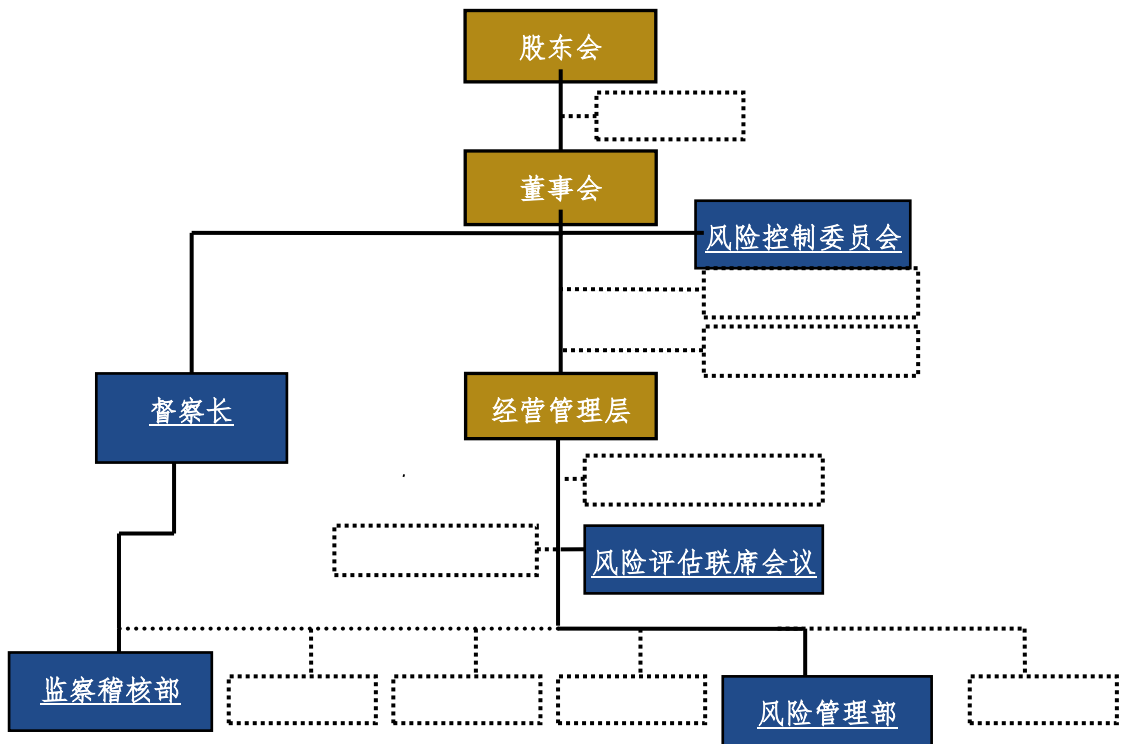 股东会
董事会
风险控制委员会
督察长
经营管理层
风险评估联席会议
监察稽核部
风险管理部